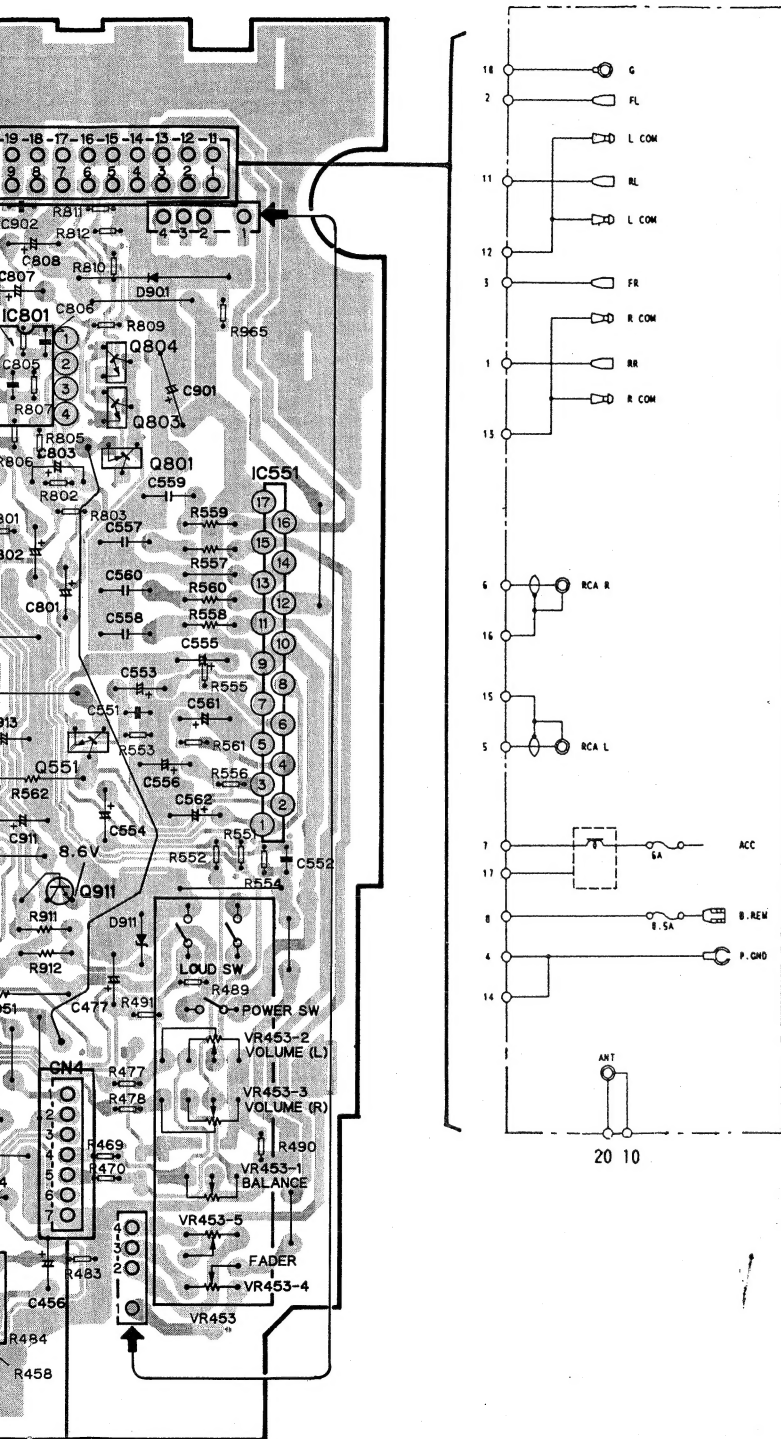 -19 -18 -17 -16 -15 -14 -13 -12 -11
9 8 7 6 5 4 3 2 1
R811
C902
R812
4 3 2 1
C808
R810
C807
D901
C806
IC801
R809
R965
1
2
3
4
Q804
C805
C901
R807
Q803
R805
R806
C803
Q801
IC551
R802
C559
17
R803
R559
16
C557
15
R557
14
C560
R560
13
12
C801
R558
C558
11
10
C555
9
C553
R555
8
C551
C561
7
6
R553
R561
5
Q551
4
C556
R556
3
R562
C562
2
C554
1
C911
R551
8.6V
R552
C552
R554
Q911
D911
R911
LOUD SW
R912
R489
C477
R491
POWER SW
VR453-2
VOLUME (L)
CN4
R477
VR453-3
R478
VOLUME (R)
2
3
4
5
6
7
R469
R490
R470
VR453-1
BALANCE
VR453-5
4
3
2
1
FADER
R483
VR453-4
C456
VR453
R484
R458
18 G
2 FL
L COM
11 RL
L COM
12
3 FR
R COM
1 RR
R COM
13
6 RCA R
16
15
5 RCA L
7 6A ACC
17
8 0.5A B.REM
4 P.GND
14
ANT
20 10